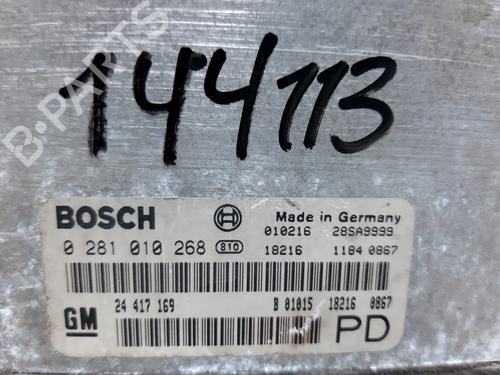 B-PARTS
144113
BOSCH Made in Germany
010216 28SA9999
0 281 010 268 810 18216 1184 0867
24 417 169 B 01015 18216 0867
GM PD